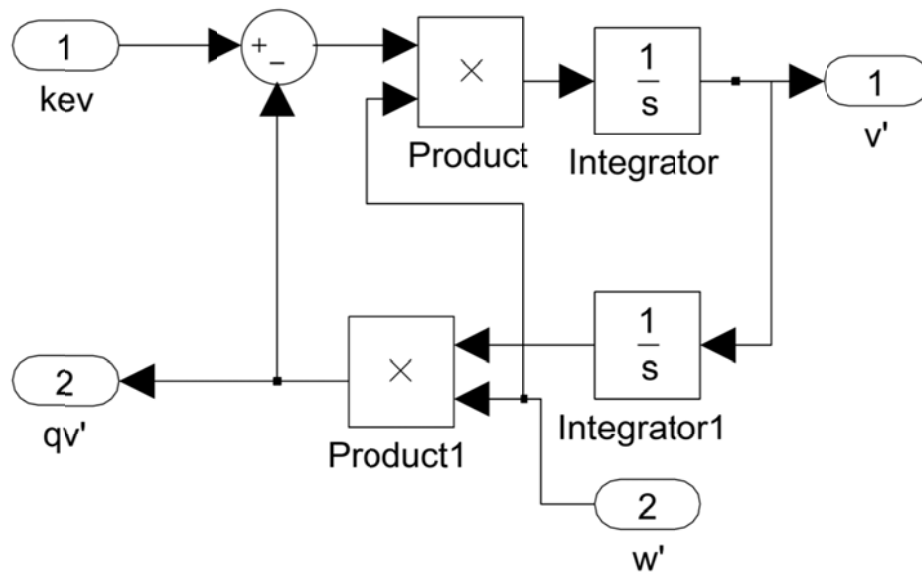 1
kev
+
−
×
Product
1
s
Integrator
1
v'
2
qv'
×
Product1
1
s
Integrator1
2
w'